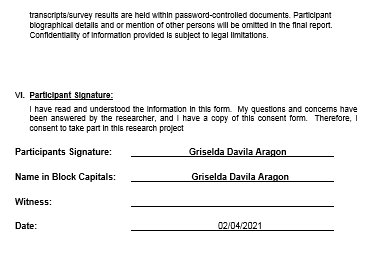 transcripts/survey results are held within password-controlled documents. Participant
biographical details and or mention of other persons will be omitted in the final report.
Confidentiality of information provided is subject to legal limitations.
VI. Participant Signature:
I have read and understood the information in this form. My questions and concerns have
been answered by the researcher, and I have a copy of this consent form. Therefore, I
consent to take part in this research project
Participants Signature: Griselda Davila Aragon
Name in Block Capitals: Griselda Davila Aragon
Witness:
Date: 02/04/2021